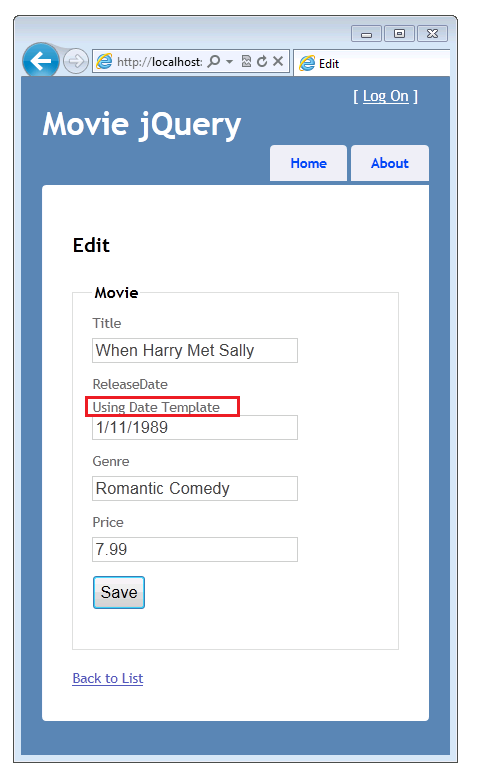 http://localhost:
Edit
[ Log On ]
Movie jQuery
Home About
Edit
Movie
Title
When Harry Met Sally
ReleaseDate
Using Date Template
1/11/1989
Genre
Romantic Comedy
Price
7.99
Save
Back to List